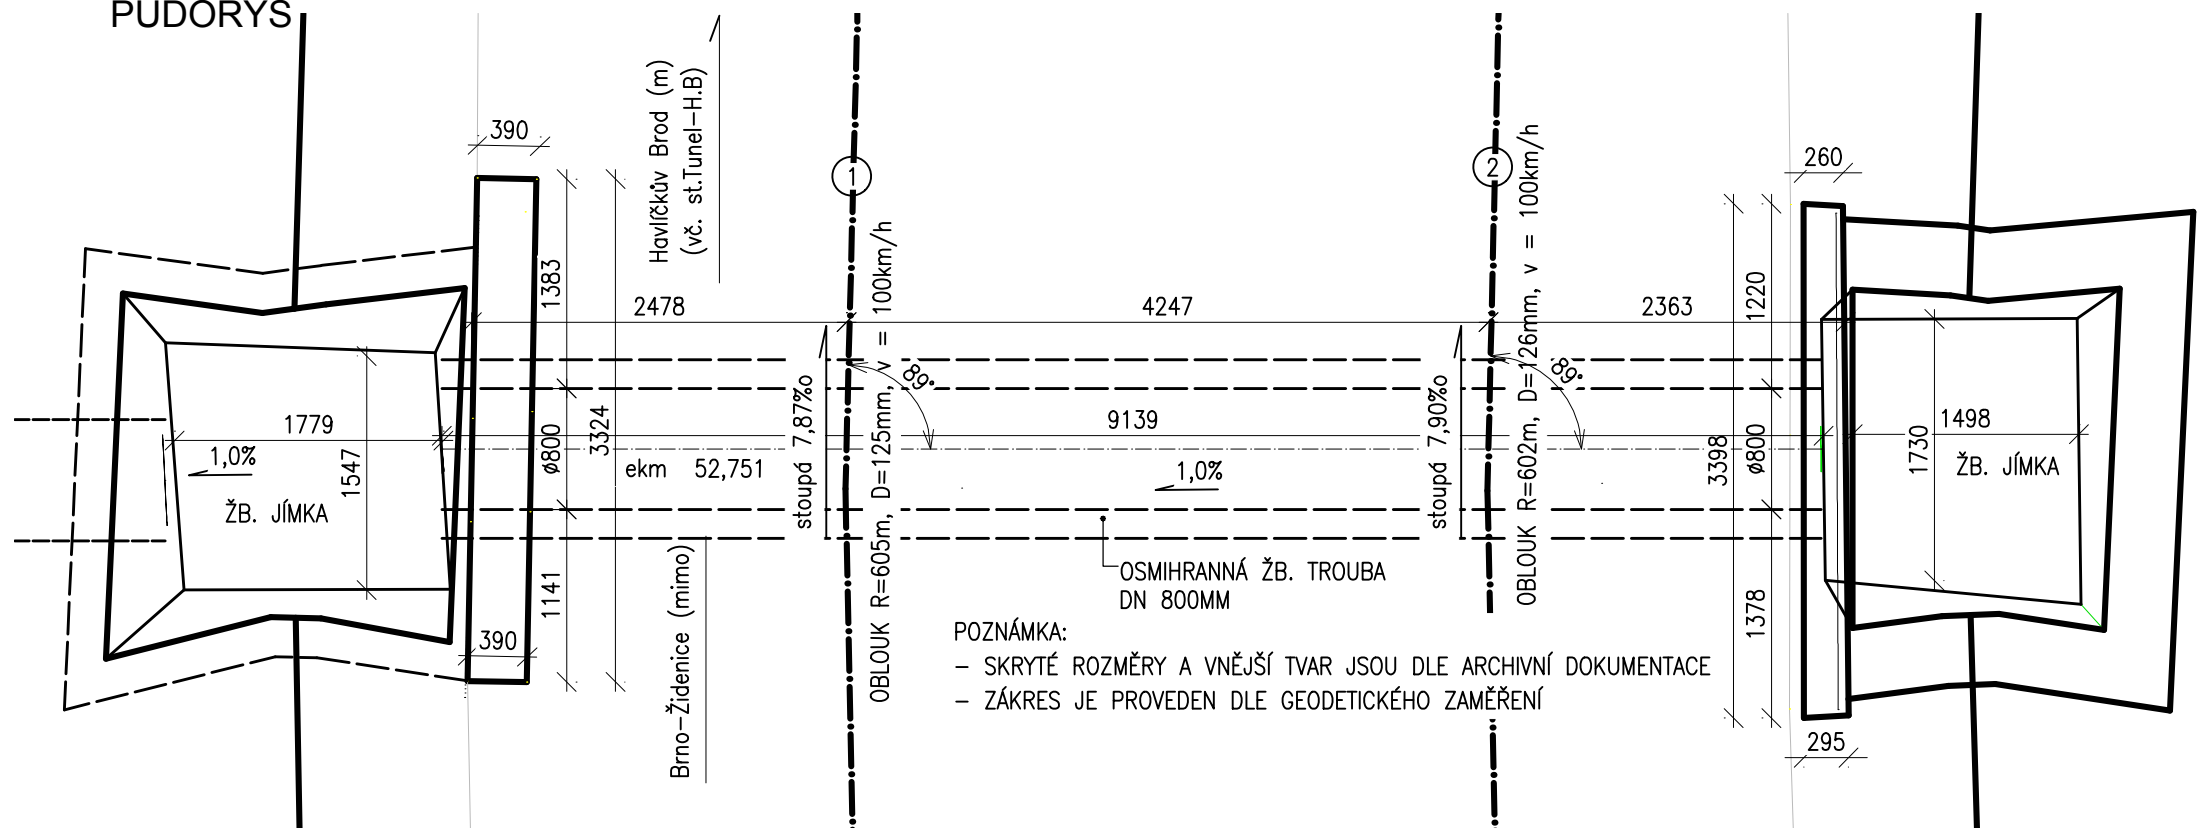 PŮDORYS
390
Havlíčkův Brod (m)
(vč. st.Tunel-H.B)
1
2
260
1383
3324
ø800
1141
390
2478
4247
2363
1220
3398
ø800
1378
295
1779
1547
1,0%
ŽB. JÍMKA
ekm 52,751
stoupá 7,87‰
OBLOUK R=605m, D=125mm, v = 100km/h
89°
9139
1,0%
stoupá 7,90‰
OBLOUK R=602m, D=126mm, v = 100km/h
89°
1498
1730
ŽB. JÍMKA
Brno-Židenice (mimo)
OSMIHRANNÁ ŽB. TROUBA
DN 800MM
POZNÁMKA:
- SKRYTÉ ROZMĚRY A VNĚJŠÍ TVAR JSOU DLE ARCHIVNÍ DOKUMENTACE
- ZÁKRES JE PROVEDEN DLE GEODETICKÉHO ZAMĚŘENÍ